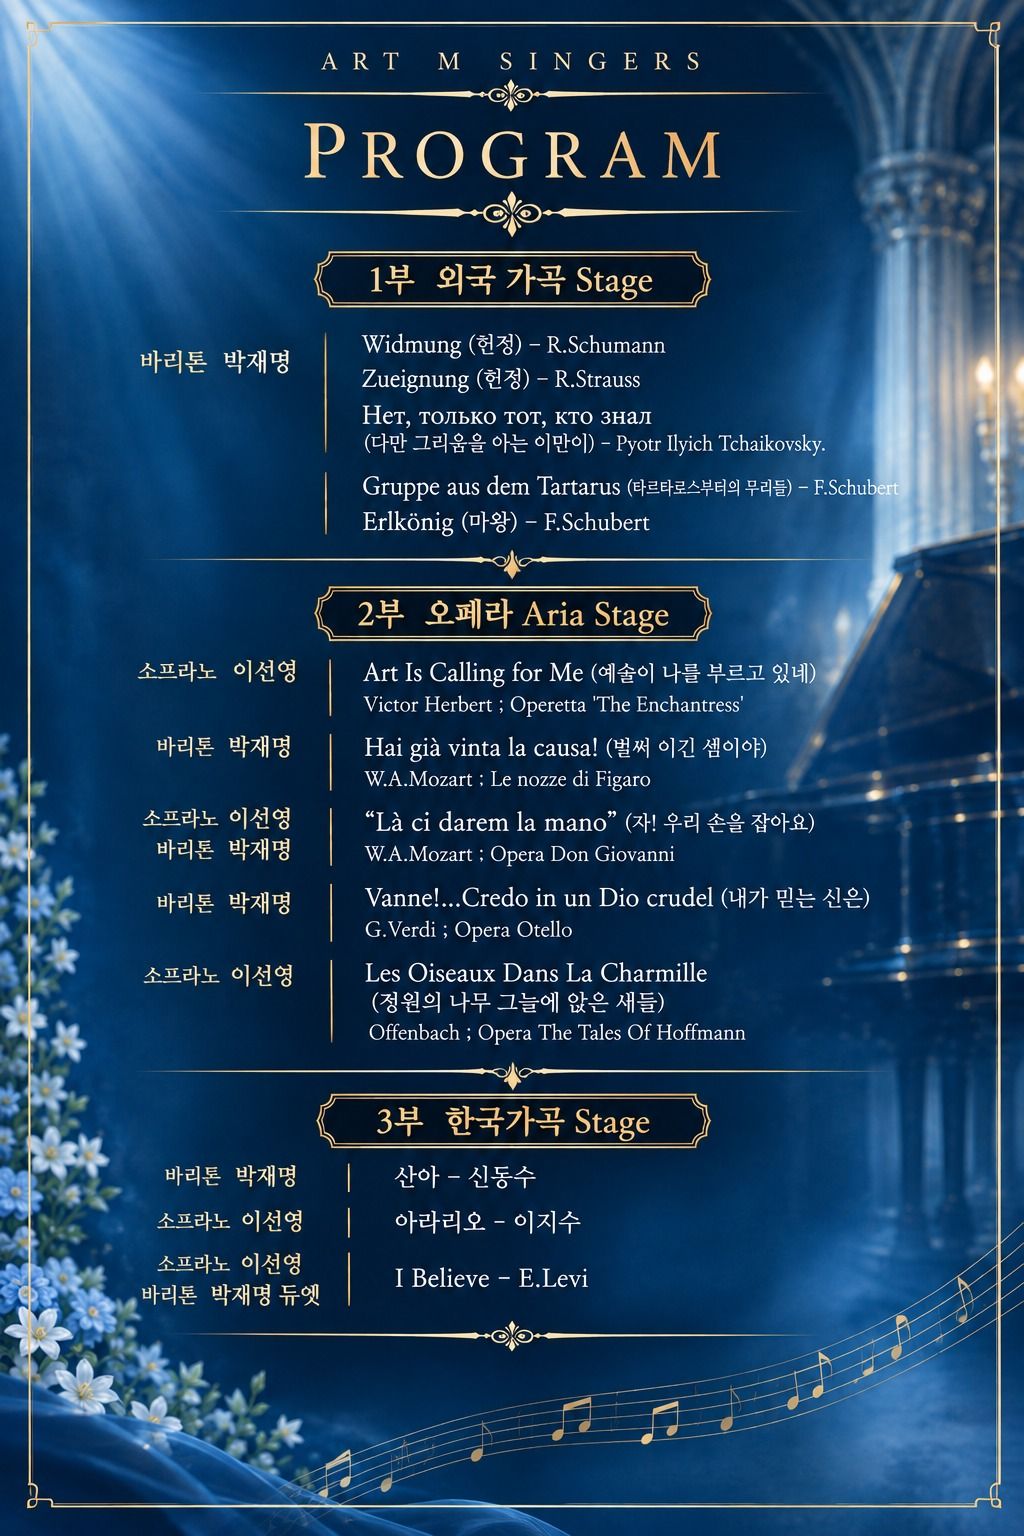 ART M SINGERS
PROGRAM
1부 외국 가곡 Stage
바리톤 박재명
Widmung (헌정) – R.Schumann
Zueignung (헌정) – R.Strauss
Нет, только тот, кто знал
(다만 그리움을 아는 이만이) – Pyotr Ilyich Tchaikovsky.
Gruppe aus dem Tartarus (타르타로스부터의 무리들) – F.Schubert
Erlkönig (마왕) – F.Schubert
2부 오페라 Aria Stage
소프라노 이선영
Art Is Calling for Me (예술이 나를 부르고 있네)
Victor Herbert ; Operetta 'The Enchantress'
바리톤 박재명
Hai già vinta la causa! (벌써 이긴 셈이야)
W.A.Mozart ; Le nozze di Figaro
소프라노 이선영
바리톤 박재명
“Là ci darem la mano” (자! 우리 손을 잡아요)
W.A.Mozart ; Opera Don Giovanni
바리톤 박재명
Vanne!...Credo in un Dio crudel (내가 믿는 신은)
G.Verdi ; Opera Otello
소프라노 이선영
Les Oiseaux Dans La Charmille
(정원의 나무 그늘에 앉은 새들)
Offenbach ; Opera The Tales Of Hoffmann
3부 한국가곡 Stage
바리톤 박재명
산아 – 신동수
소프라노 이선영
아라리오 – 이지수
소프라노 이선영
바리톤 박재명 듀엣
I Believe – E.Levi